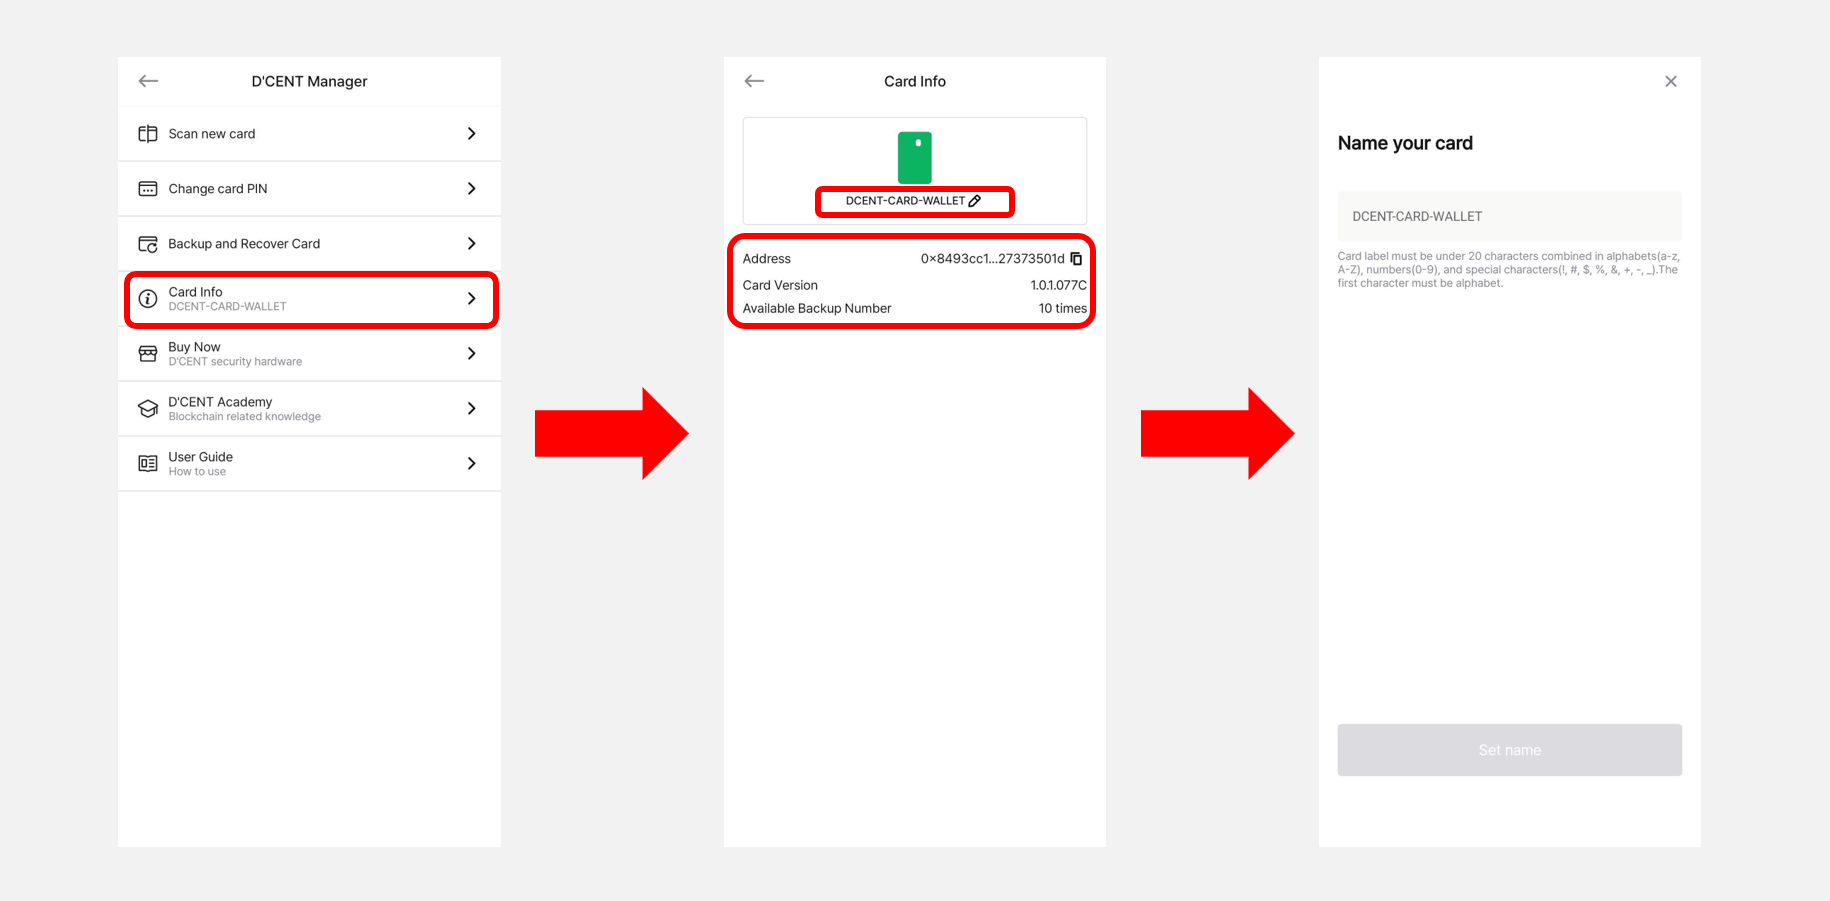 D'CENT Manager
Scan new card
Change card PIN
Backup and Recover Card
Card Info
DCENT-CARD-WALLET
Buy Now
D'CENT security hardware
D'CENT Academy
Blockchain related knowledge
User Guide
How to use
Card Info
DCENT-CARD-WALLET
Address 0×8493cc1...27373501d
Card Version 1.0.1.077C
Available Backup Number 10 times
Name your card
DCENT-CARD-WALLET
Card label must be under 20 characters combined in alphabets(a-z,
A-Z), numbers(0-9), and special characters(!, #, $, %, &, +, -, _).The
first character must be alphabet.
Set name